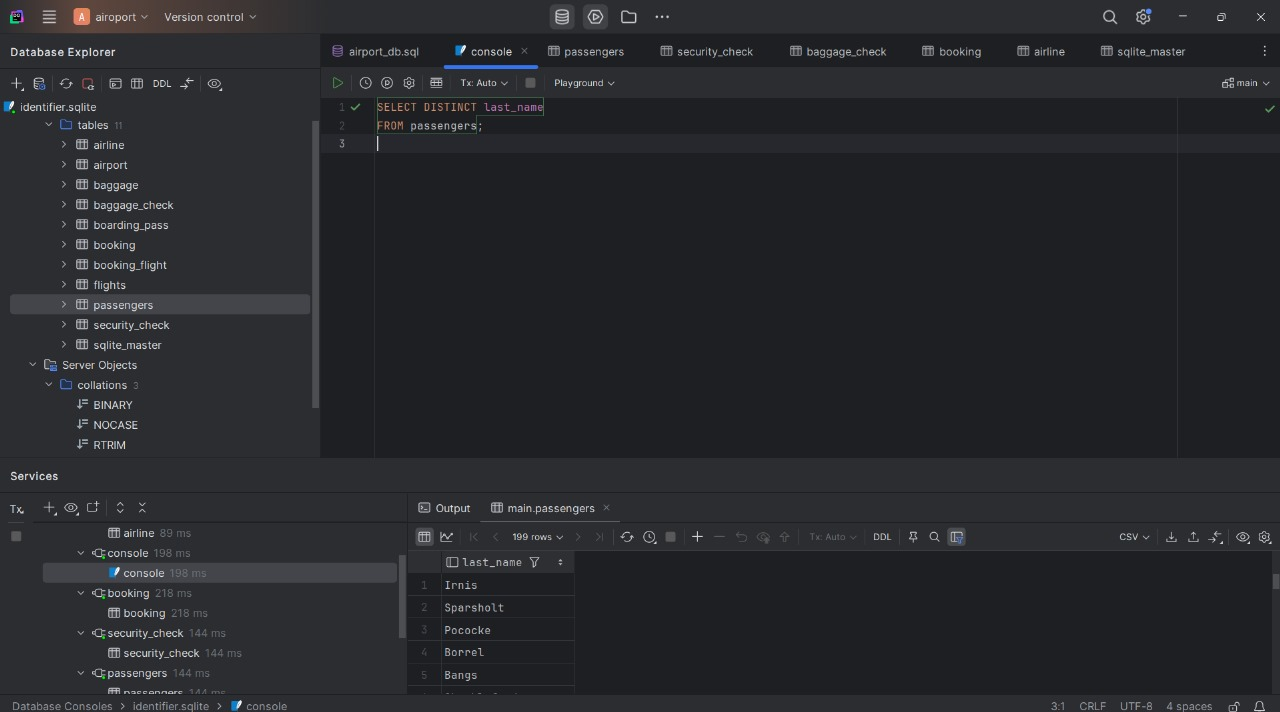 A airoport Version control
Database Explorer
airport_db.sql console passengers security_check baggage_check booking airline sqlite_master
DDL
Tx: Auto Playground main
identifier.sqlite
tables 11
airline
airport
baggage
baggage_check
boarding_pass
booking
booking_flight
flights
passengers
security_check
sqlite_master
Server Objects
collations 3
BINARY
NOCASE
RTRIM
1 SELECT DISTINCT last_name
2 FROM passengers;
3
Services
Tx
airline 89 ms
console 198 ms
console 198 ms
booking 218 ms
booking 218 ms
security_check 144 ms
security_check 144 ms
passengers 144 ms
passengers 144 ms
Output main.passengers
199 rows Tx: Auto DDL CSV
last_name
1 Irnis
2 Sparsholt
3 Pococke
4 Borrel
5 Bangs
Database Consoles identifier.sqlite console 3:1 CRLF UTF-8 4 spaces